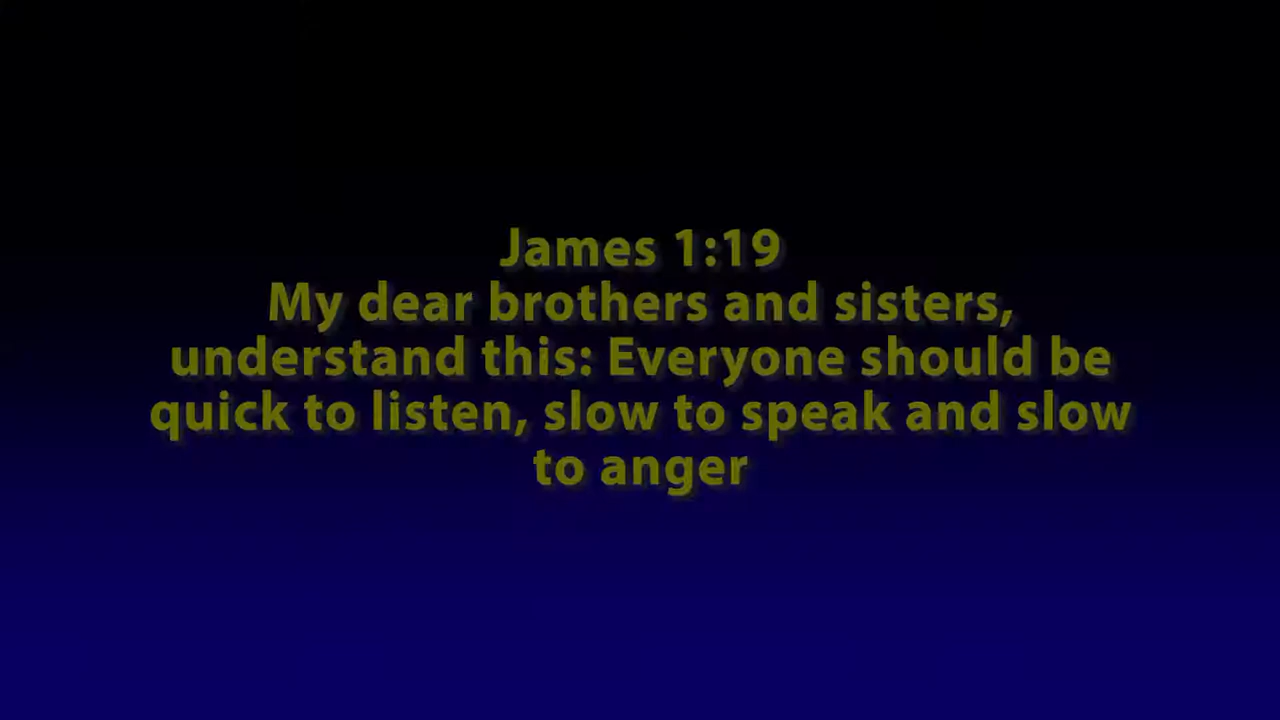 James 1:19
My dear brothers and sisters,
understand this: Everyone should be
quick to listen, slow to speak and slow
to anger